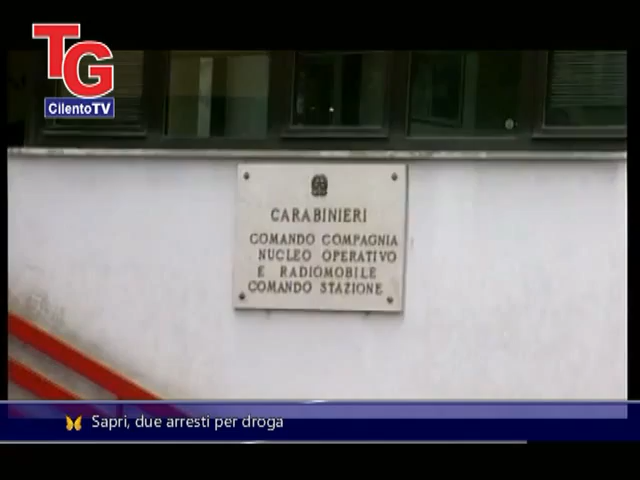 TG
CilentoTV
CARABINIERI
COMANDO COMPAGNIA
NUCLEO OPERATIVO
E RADIOMOBILE
COMANDO STAZIONE
Sapri, due arresti per droga